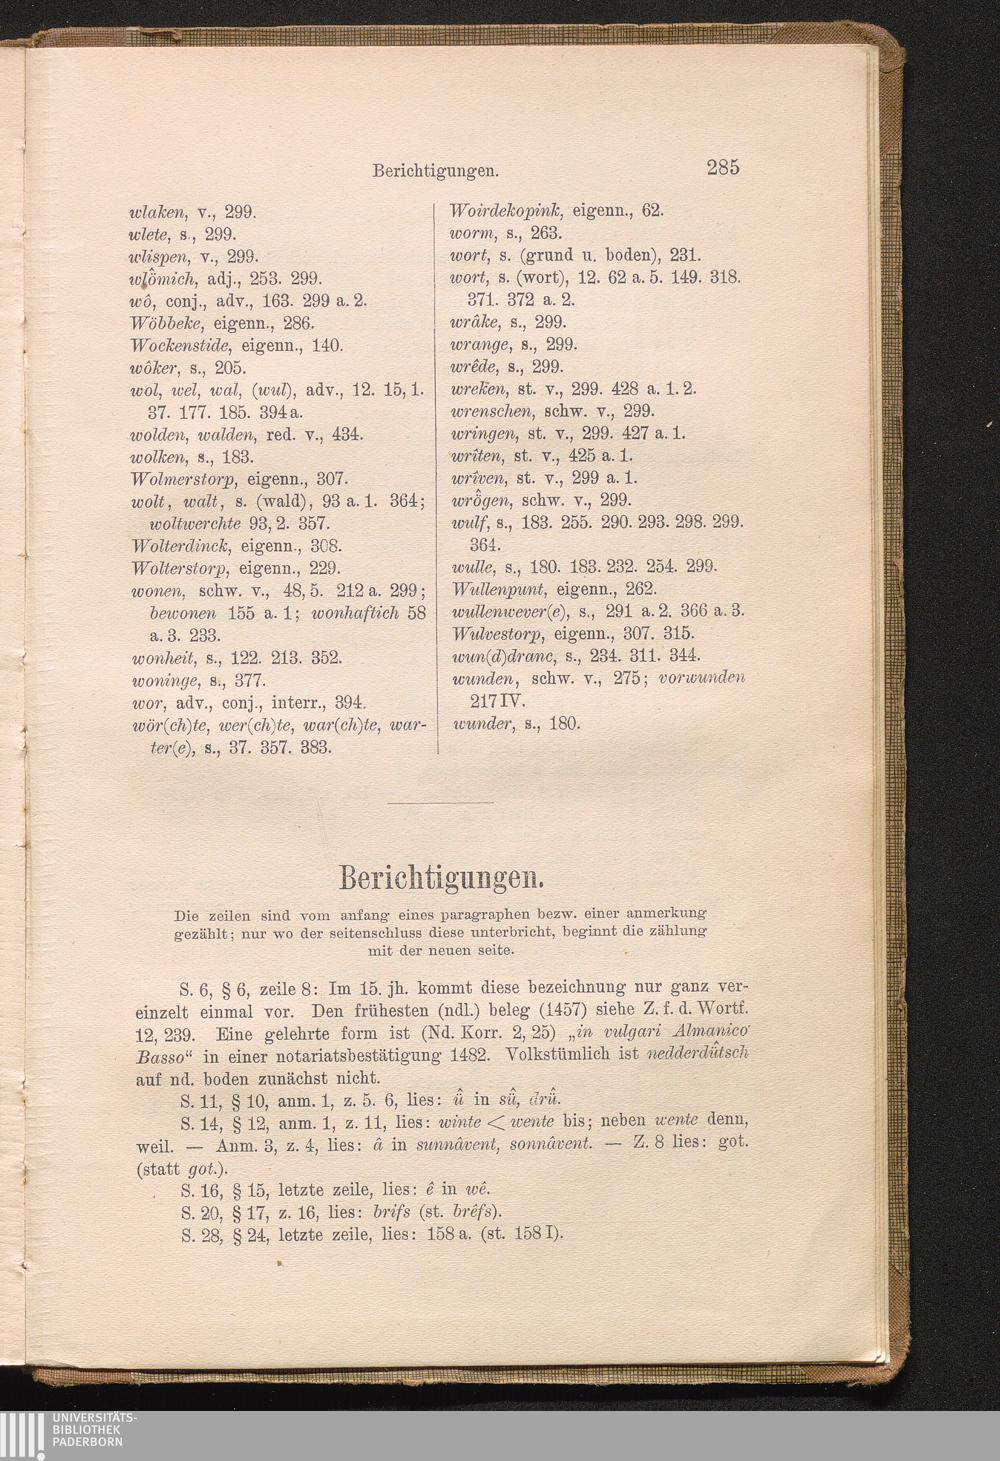 Berichtigungen. 285
wlaken, v., 299.
wlete, s., 299.
wlispen, v., 299.
wlômich, adj., 253. 299.
wô, conj., adv., 163. 299 a. 2.
Wöbbeke, eigenn., 286.
Wockenstide, eigenn., 140.
wôker, s., 205.
wol, wel, wal, (wul), adv., 12. 15, 1.
37. 177. 185. 394 a.
wolden, walden, red. v., 434.
wolken, s., 183.
Wolmerstorp, eigenn., 307.
wolt, walt, s. (wald), 93 a. 1. 364;
woltwerchte 93, 2. 357.
Wolterdinck, eigenn., 308.
Wolterstorp, eigenn., 229.
wonen, schw. v., 48, 5. 212 a. 299;
bewonen 155 a. 1; wonhaftich 58
a. 3. 233.
wonheit, s., 122. 213. 352.
woninge, s., 377.
wor, adv., conj., interr., 394.
wör(ch)te, wer(ch)te, war(ch)te, war-
ter(e), s., 37. 357. 383.
Woirdekopink, eigenn., 62.
worm, s., 263.
wort, s. (grund u. boden), 231.
wort, s. (wort), 12. 62 a. 5. 149. 318.
371. 372 a. 2.
wrâke, s., 299.
wrange, s., 299.
wrêde, s., 299.
wreken, st. v., 299. 428 a. 1. 2.
wrenschen, schw. v., 299.
wringen, st. v., 299. 427 a. 1.
wrîten, st. v., 425 a. 1.
wrîven, st. v., 299 a. 1.
wrö̂gen, schw. v., 299.
wulf, s., 183. 255. 290. 293. 298. 299.
364.
wulle, s., 180. 183. 232. 254. 299.
Wullenpunt, eigenn., 262.
wullenwever(e), s., 291 a. 2. 366 a. 3.
Wulvestorp, eigenn., 307. 315.
wun(d)dranc, s., 234. 311. 344.
wunden, schw. v., 275; vorwunden
217 IV.
wunder, s., 180.
Berichtigungen.
Die zeilen sind vom anfang eines paragraphen bezw. einer anmerkung
gezählt; nur wo der seitenschluss diese unterbricht, beginnt die zählung
mit der neuen seite.
S. 6, § 6, zeile 8: Im 15. jh. kommt diese bezeichnung nur ganz ver-
einzelt einmal vor. Den frühesten (ndl.) beleg (1457) siehe Z. f. d. Wortf.
12, 239. Eine gelehrte form ist (Nd. Korr. 2, 25) „in vulgari Almanico
Basso“ in einer notariatsbestätigung 1482. Volkstümlich ist nedderdü̂tsch
auf nd. boden zunächst nicht.
S. 11, § 10, anm. 1, z. 5. 6, lies: ü̂ in sü̂, drü̂.
S. 14, § 12, anm. 1, z. 11, lies: winte < wente bis; neben wente denn,
weil. — Anm. 3, z. 4, lies: â in sunnâvent, sonnâvent. — Z. 8 lies: got.
(statt got.).
S. 16, § 15, letzte zeile, lies: ê in wê.
S. 20, § 17, z. 16, lies: brifs (st. brêfs).
S. 28, § 24, letzte zeile, lies: 158 a. (st. 158 I).
UNIVERSITÄTS-
BIBLIOTHEK
PADERBORN